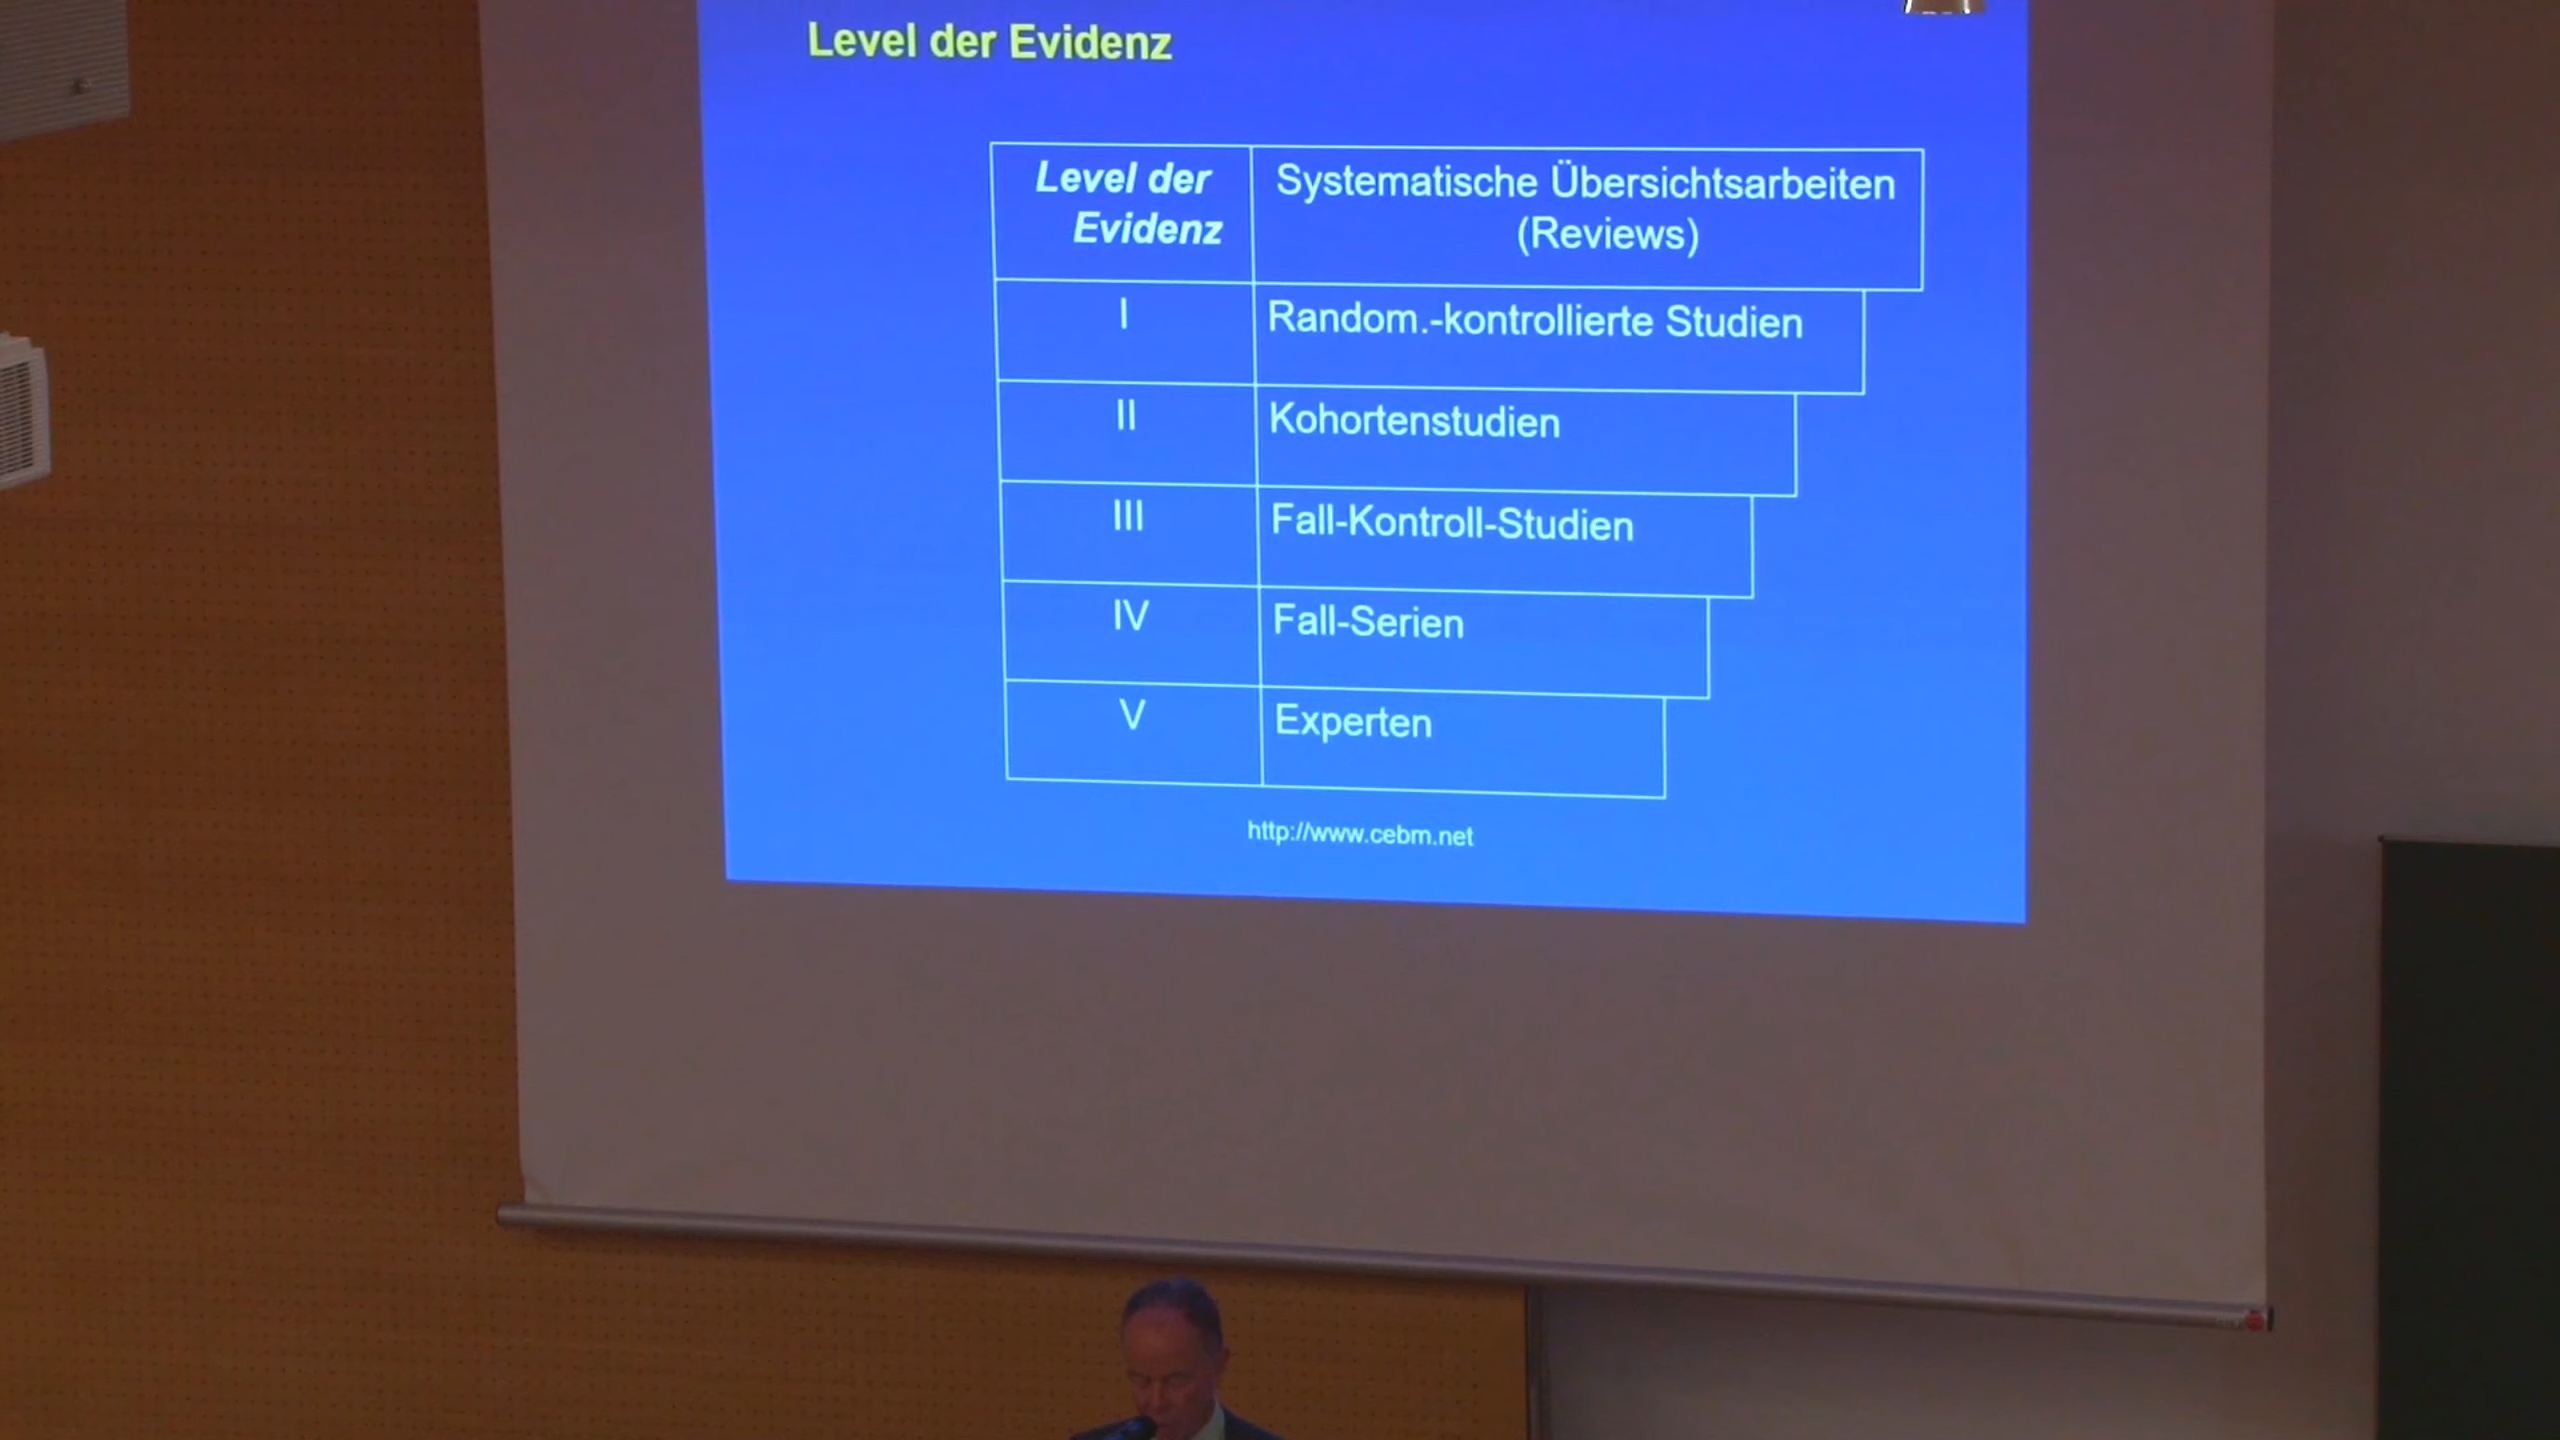 Level der Evidenz
Level der
Evidenz
Systematische Übersichtsarbeiten
(Reviews)
I
Random.-kontrollierte Studien
II
Kohortenstudien
III
Fall-Kontroll-Studien
IV
Fall-Serien
V
Experten
http://www.cebm.net